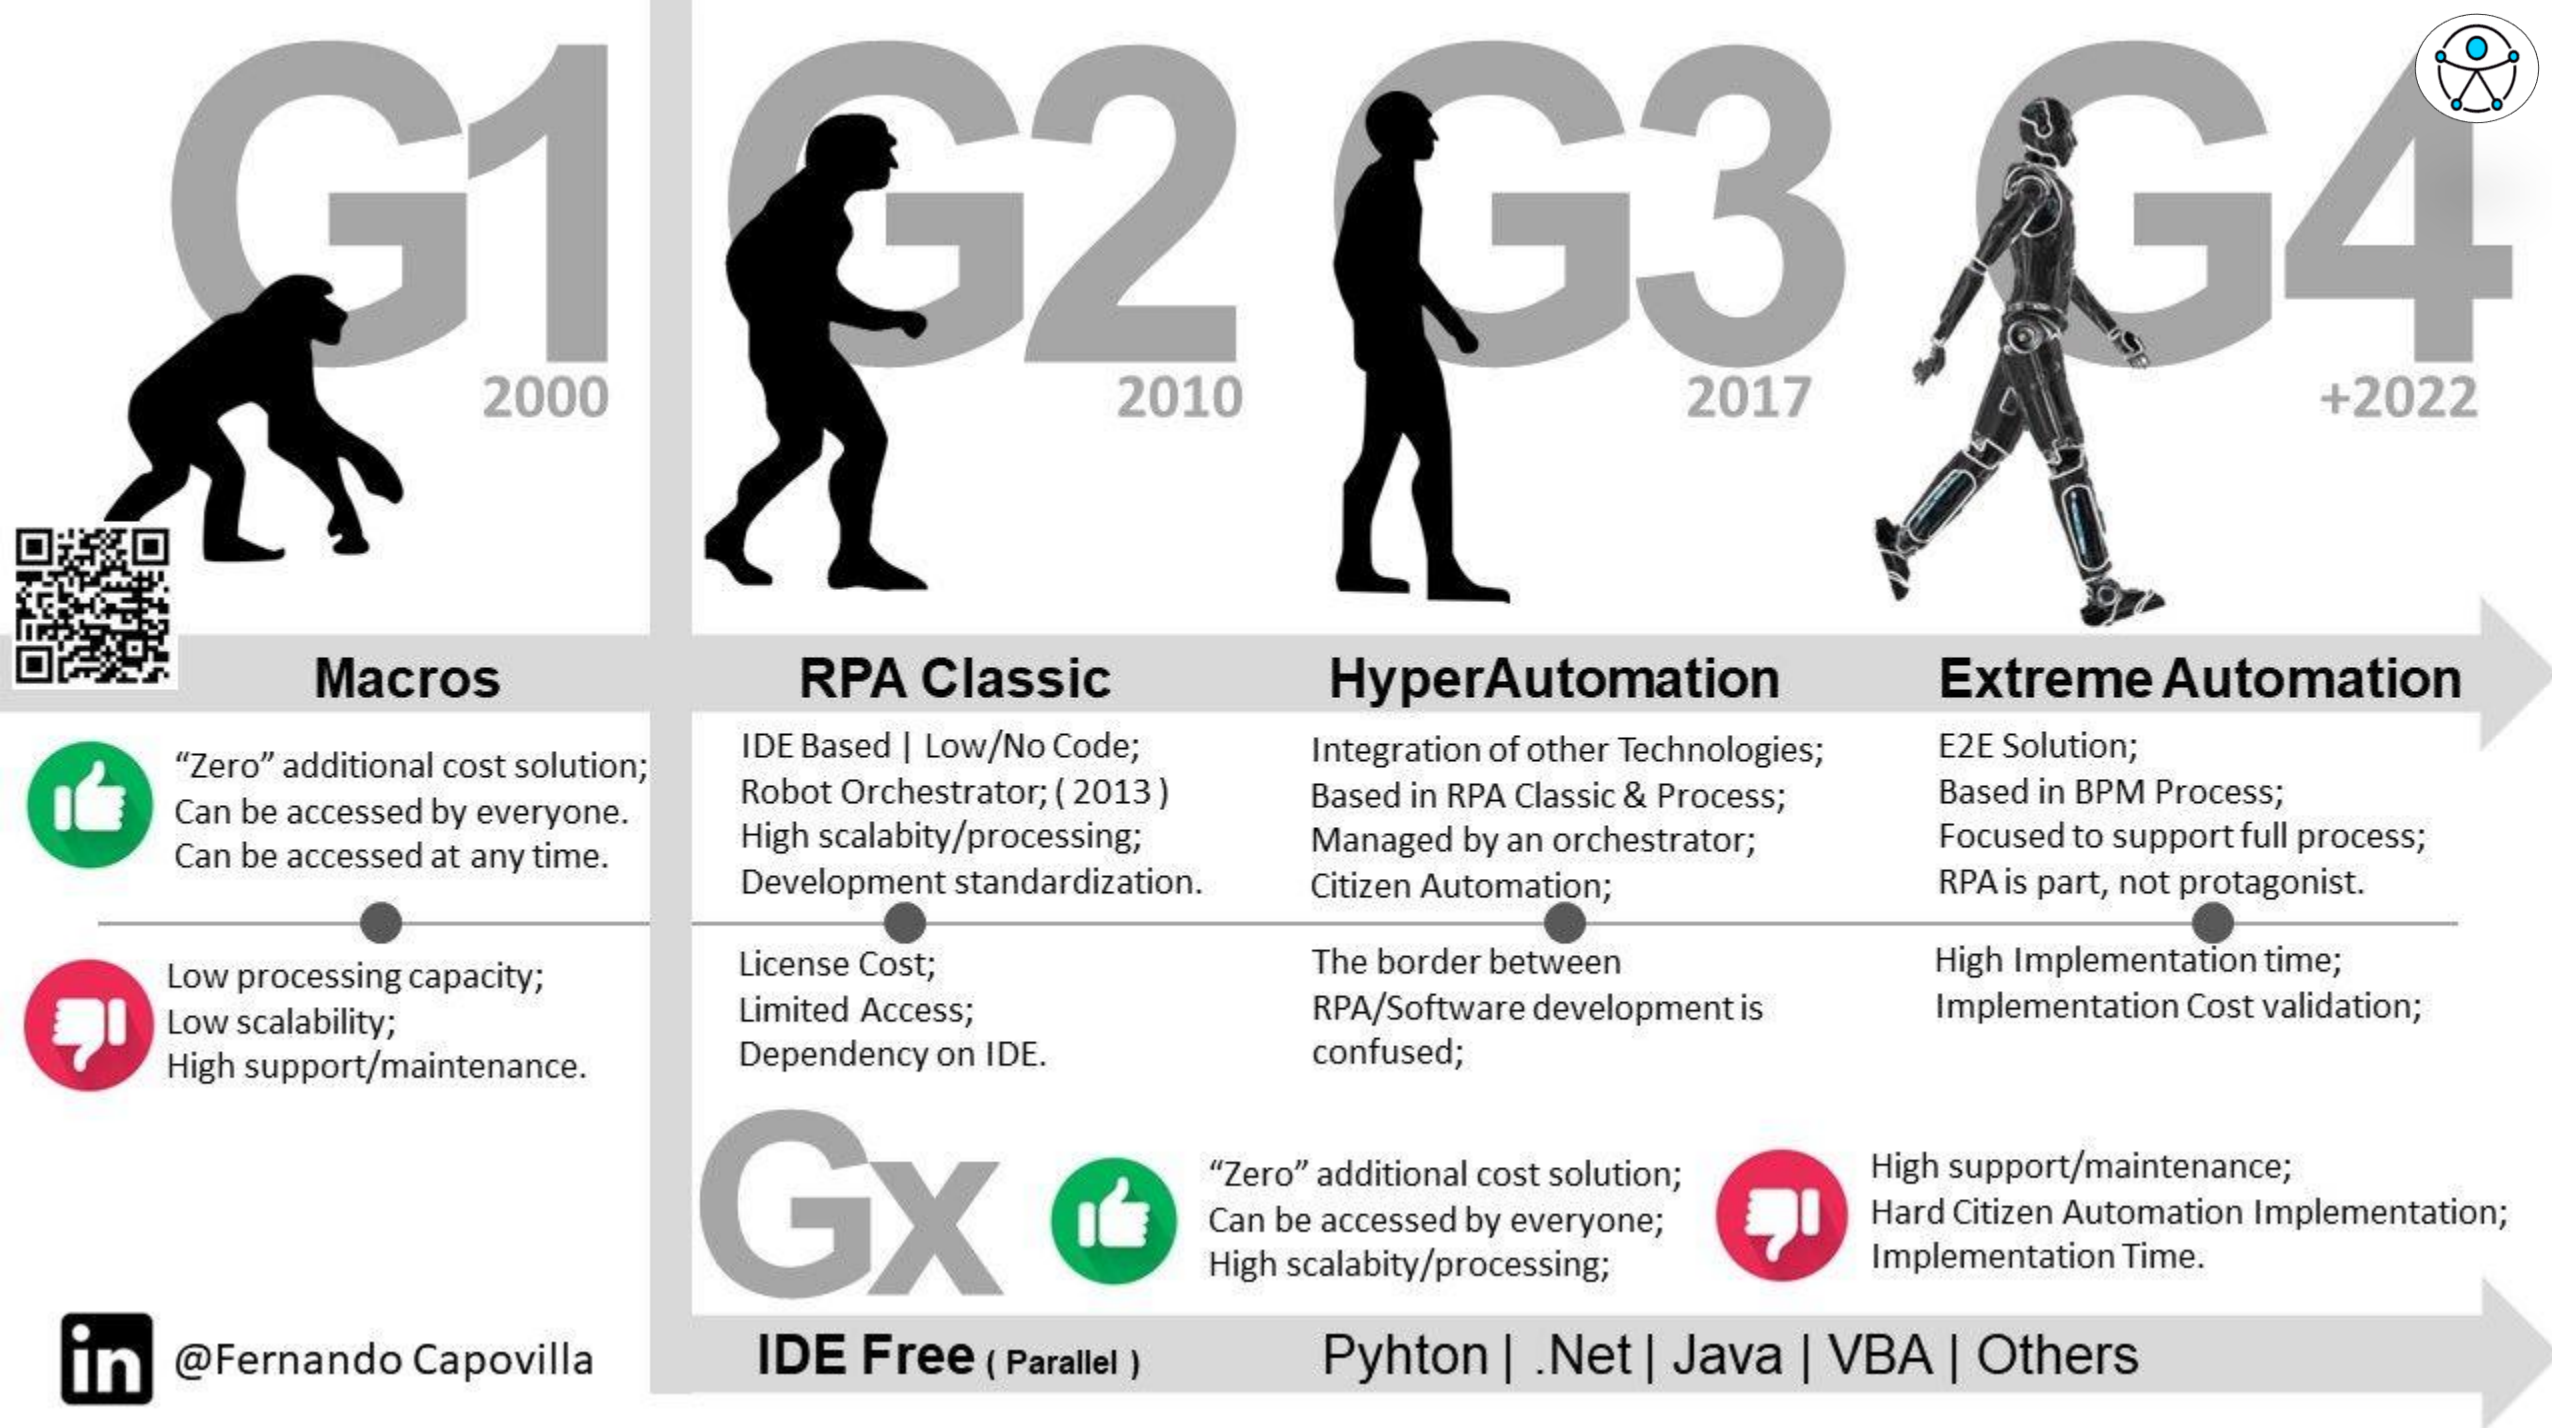 G1
2000
G2
2010
G3
2017
G4
+2022
Macros
RPA Classic
HyperAutomation
Extreme Automation
“Zero” additional cost solution;
Can be accessed by everyone.
Can be accessed at any time.
IDE Based | Low/No Code;
Robot Orchestrator; ( 2013 )
High scalabity/processing;
Development standardization.
Integration of other Technologies;
Based in RPA Classic & Process;
Managed by an orchestrator;
Citizen Automation;
E2E Solution;
Based in BPM Process;
Focused to support full process;
RPA is part, not protagonist.
Low processing capacity;
Low scalability;
High support/maintenance.
License Cost;
Limited Access;
Dependency on IDE.
The border between
RPA/Software development is
confused;
High Implementation time;
Implementation Cost validation;
Gx
“Zero” additional cost solution;
Can be accessed by everyone;
High scalabity/processing;
High support/maintenance;
Hard Citizen Automation Implementation;
Implementation Time.
in @Fernando Capovilla
IDE Free ( Parallel )
Pyhton | .Net | Java | VBA | Others